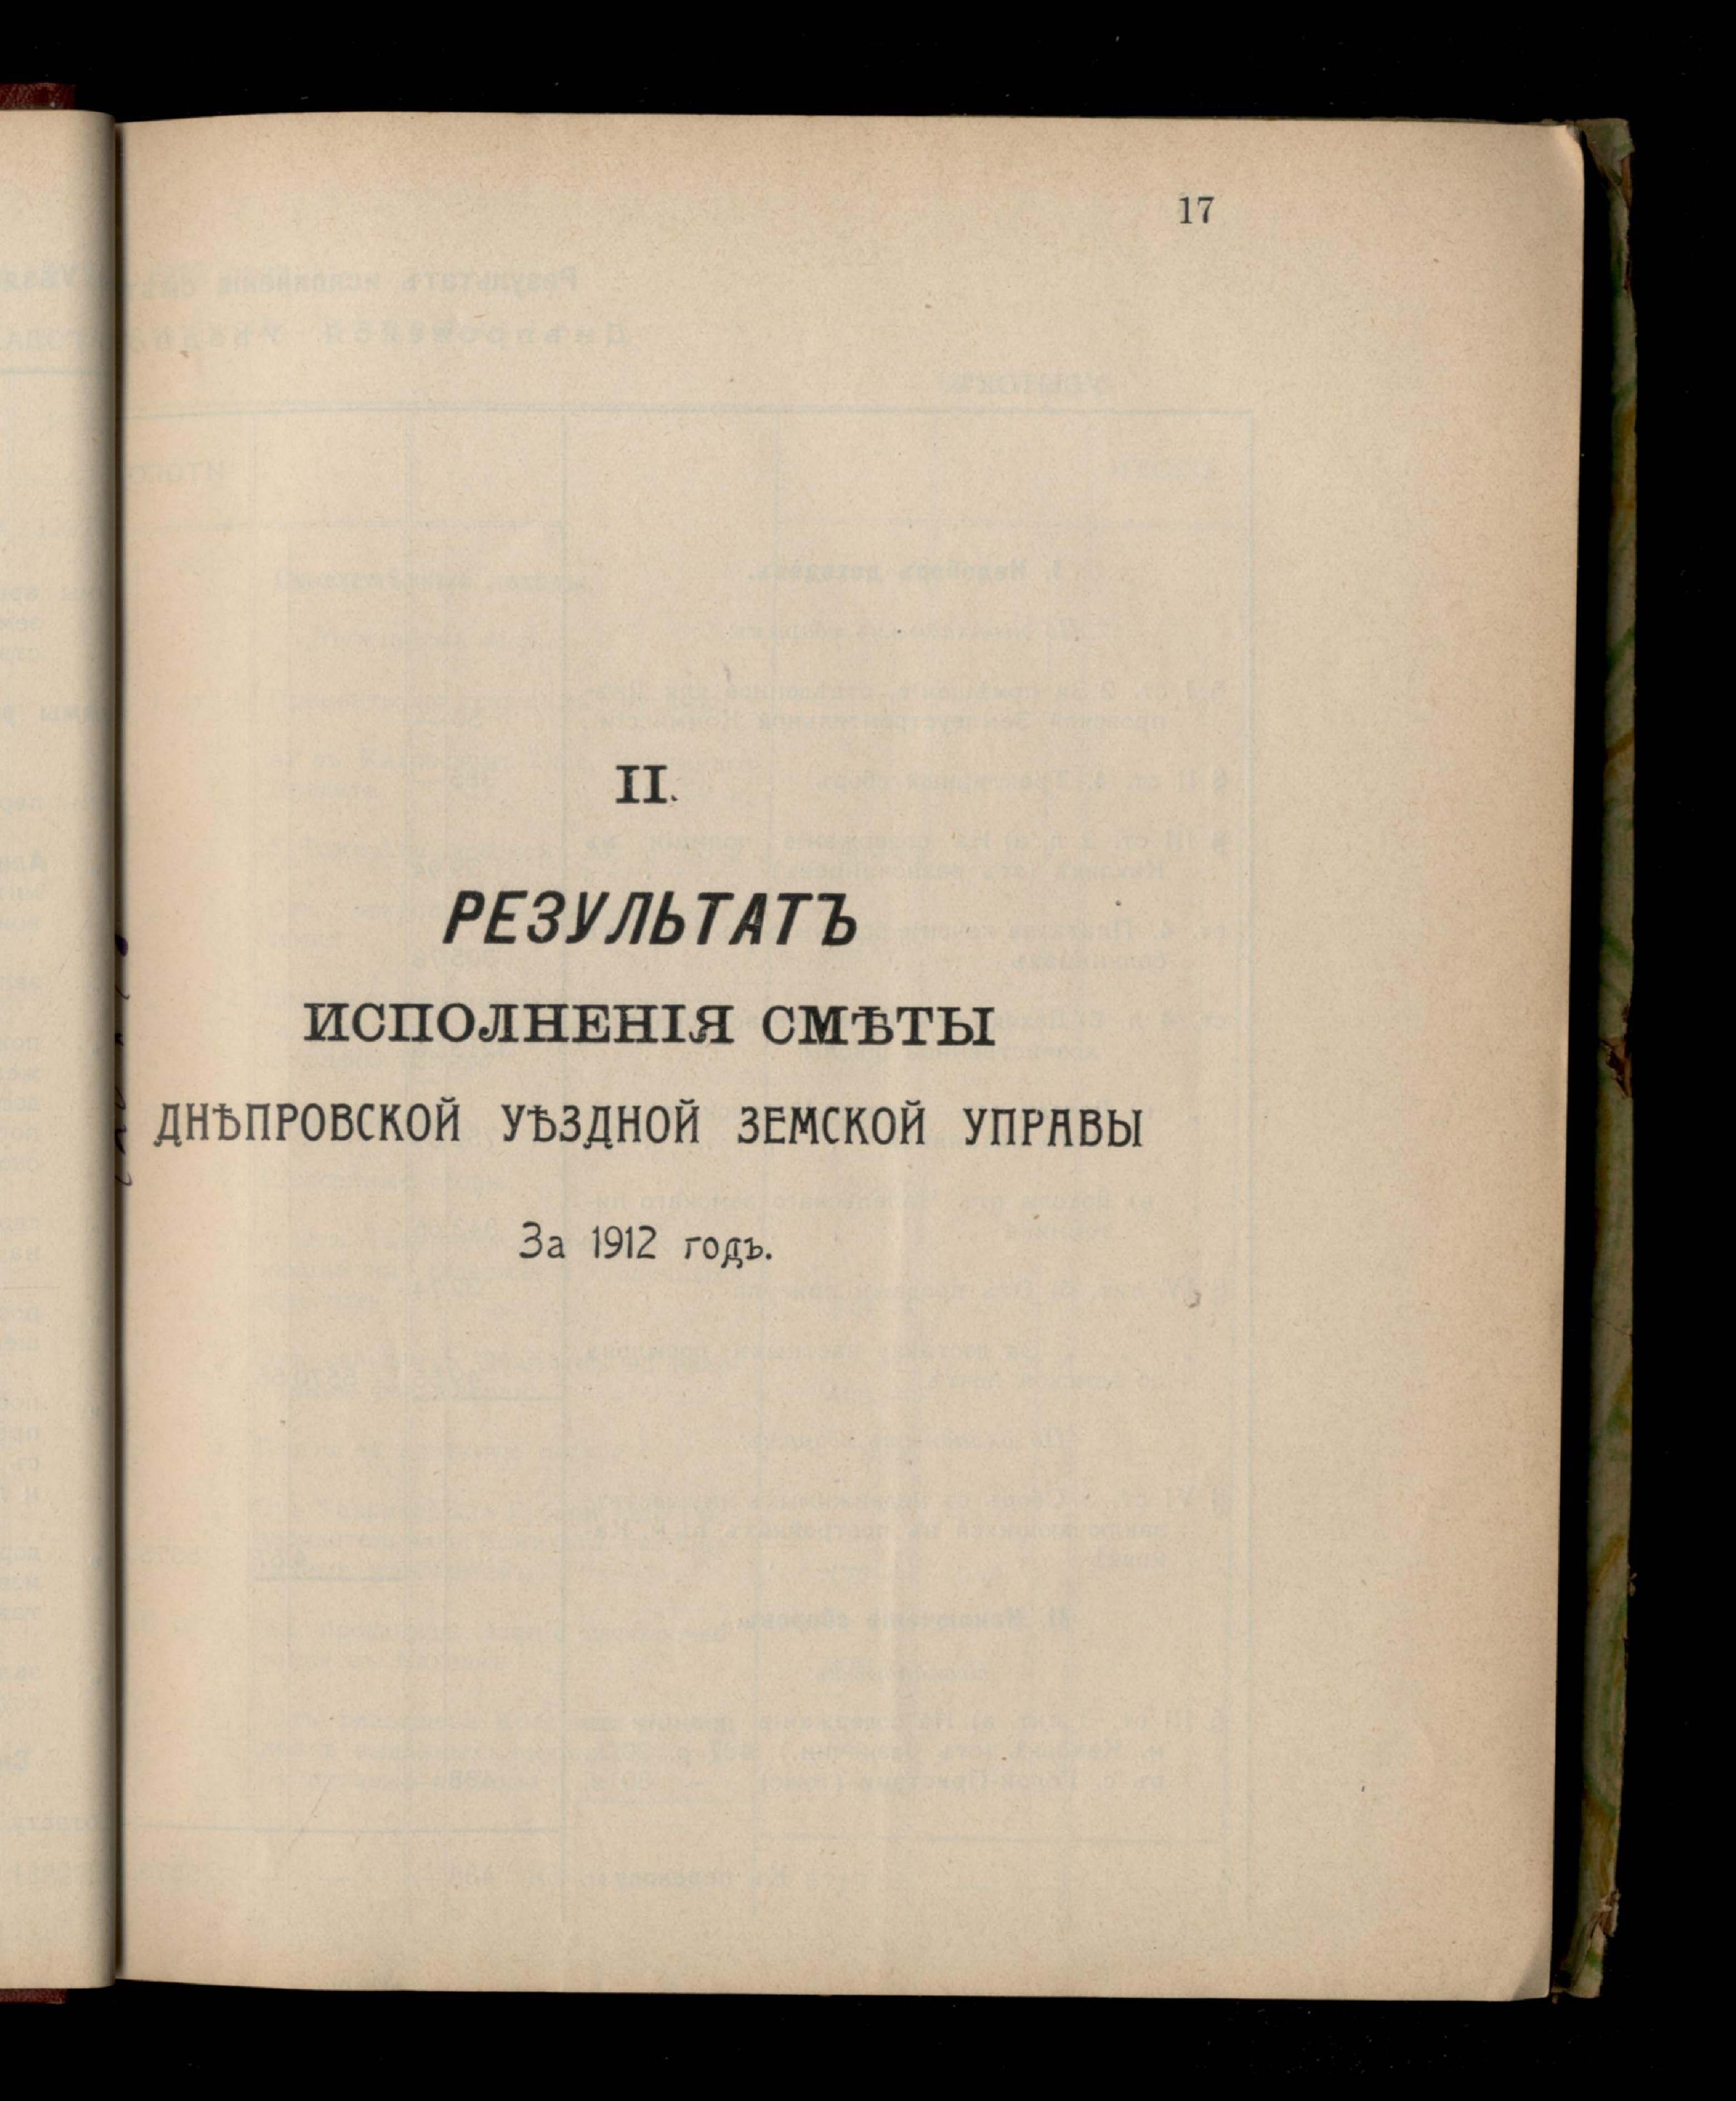 17
II.
РЕЗУЛЬТАТЪ
ИСПОЛНЕНІЯ СМѢТЫ
ДНѢПРОВСКОЙ УѢЗДНОЙ ЗЕМСКОЙ УПРАВЫ
За 1912 годъ.